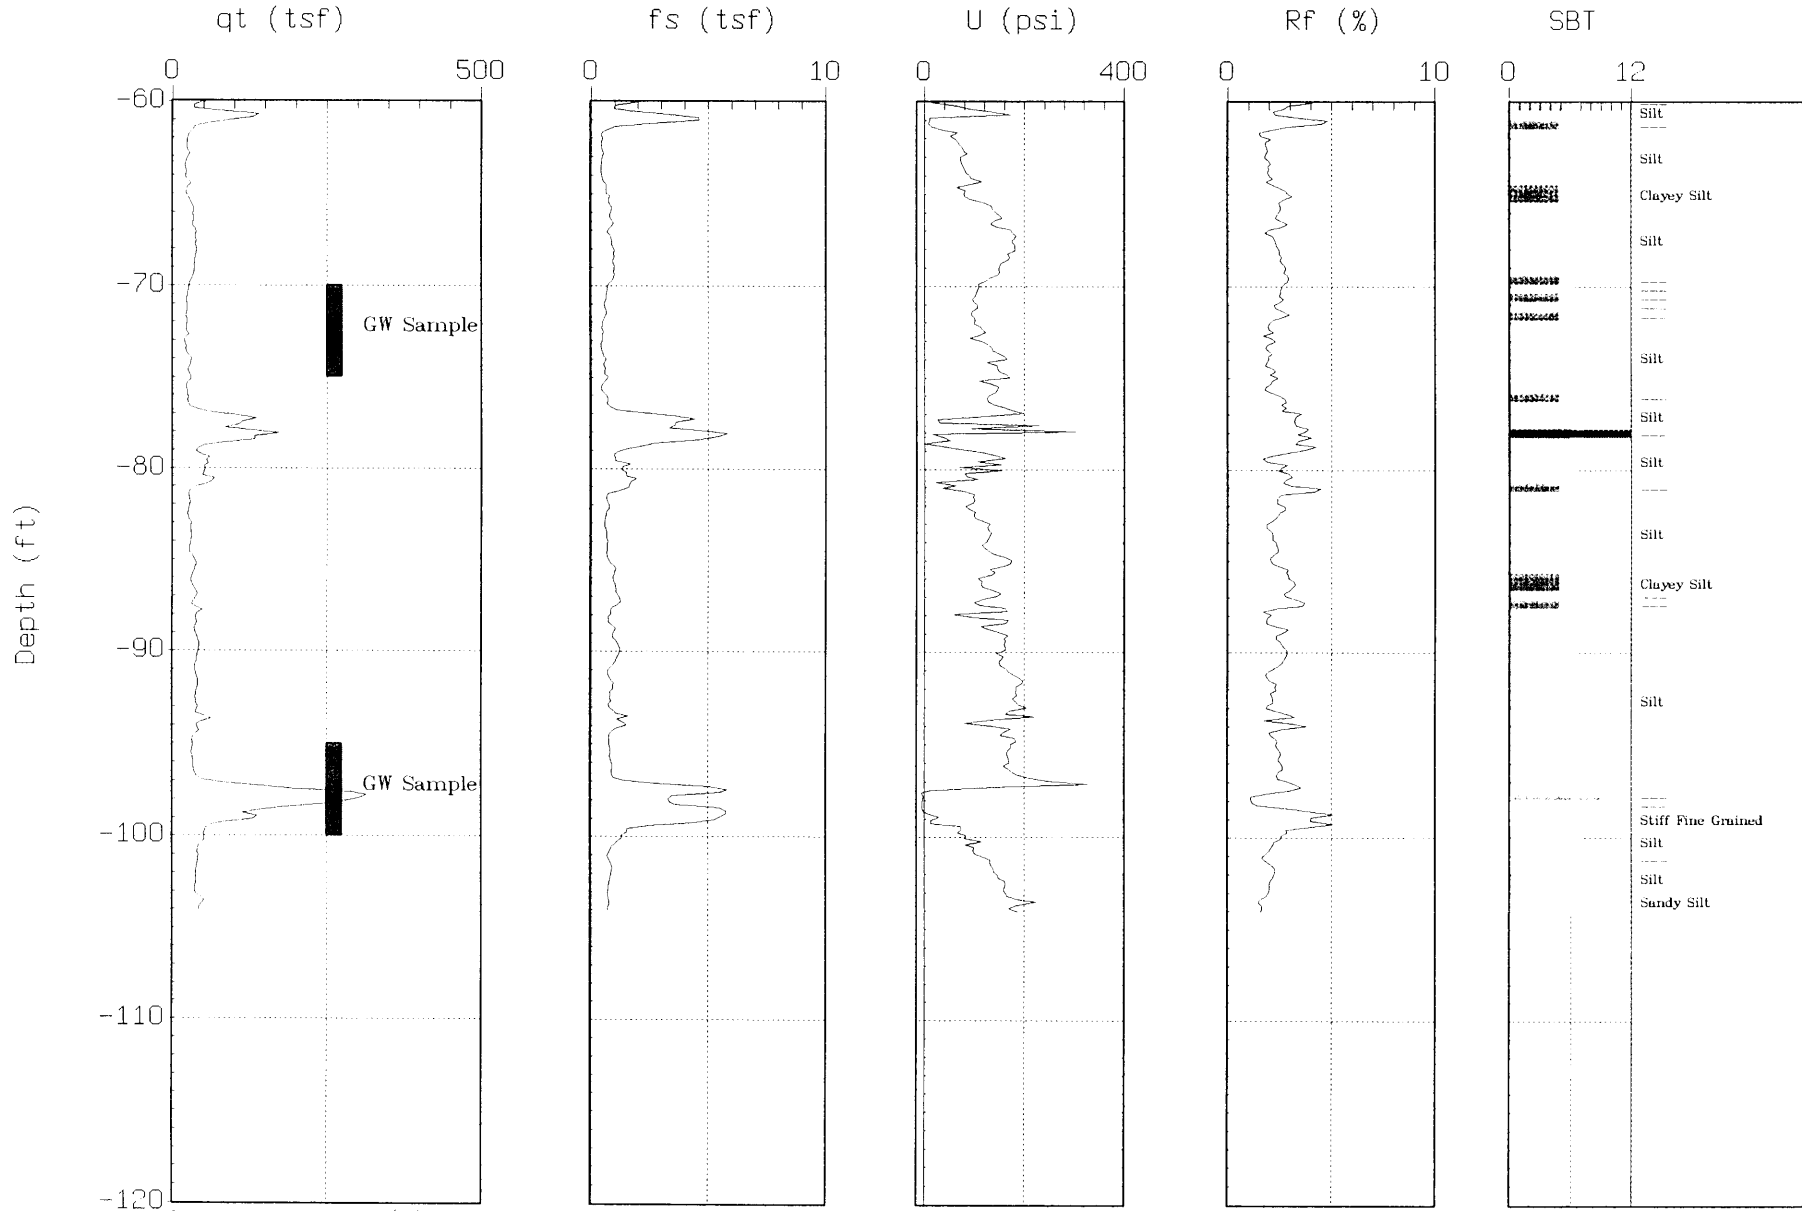 qt (tsf) fs (tsf) U (psi) Rf (%) SBT
0 500 0 10 0 400 0 10 0 12
-60
Silt
Silt
Clayey Silt
Silt
-70
GW Sample
Silt
Silt
-80
Silt
Depth (ft)
Silt
Clayey Silt
-90
Silt
GW Sample
Stiff Fine Grained
-100
Silt
Silt
Sandy Silt
-110
-120